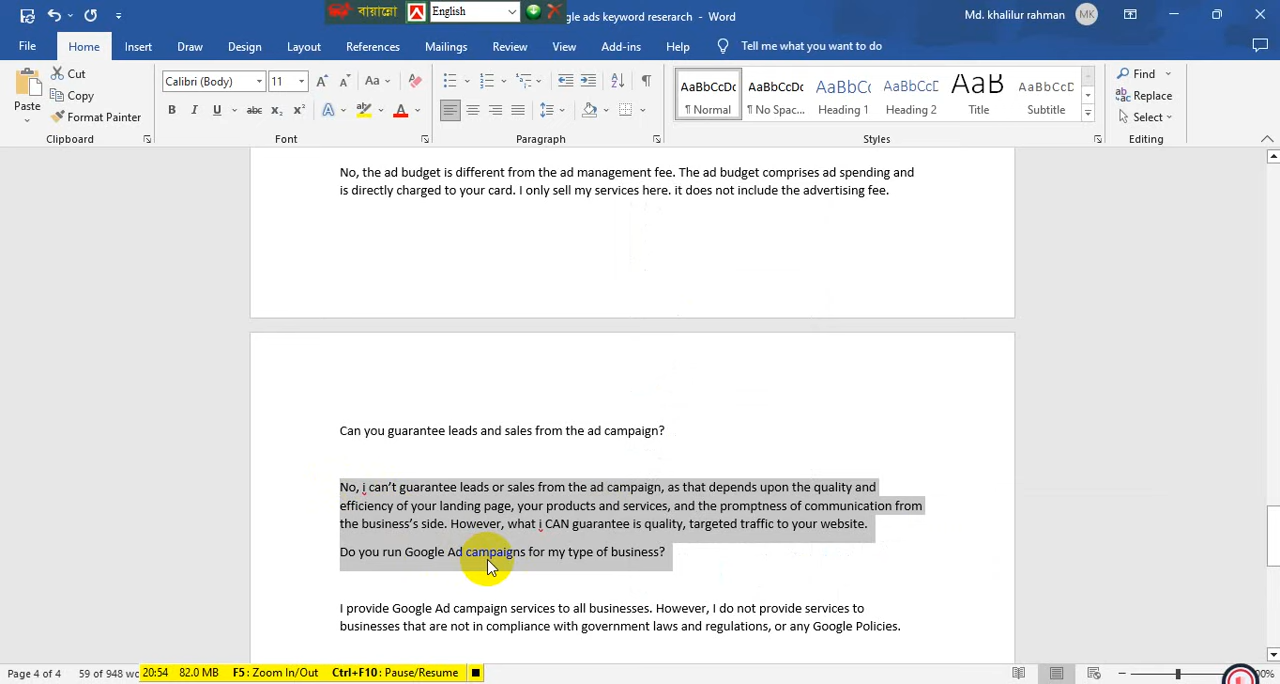 বায়ান্নো
English
gle ads keyword reserarch - Word
Md. khalilur rahman
MK
File Home Insert Draw Design Layout References Mailings Review View Add-ins Help Tell me what you want to do
Paste
Cut
Copy
Format Painter
Clipboard
Calibri (Body) 11
Font
Paragraph
AaBbCcDc AaBbCcDc AaBbC AaBbCcC AaB AaBbCcD
¶ Normal ¶ No Spac... Heading 1 Heading 2 Title Subtitle
Styles
Find
Replace
Select
Editing
No, the ad budget is different from the ad management fee. The ad budget comprises ad spending and
is directly charged to your card. I only sell my services here. it does not include the advertising fee.
Can you guarantee leads and sales from the ad campaign?
No, i can’t guarantee leads or sales from the ad campaign, as that depends upon the quality and
efficiency of your landing page, your products and services, and the promptness of communication from
the business’s side. However, what i CAN guarantee is quality, targeted traffic to your website.
Do you run Google Ad campaigns for my type of business?
I provide Google Ad campaign services to all businesses. However, I do not provide services to
businesses that are not in compliance with government laws and regulations, or any Google Policies.
Page 4 of 4 59 of 948 wo
20:54 82.0 MB F5: Zoom In/Out Ctrl+F10: Pause/Resume